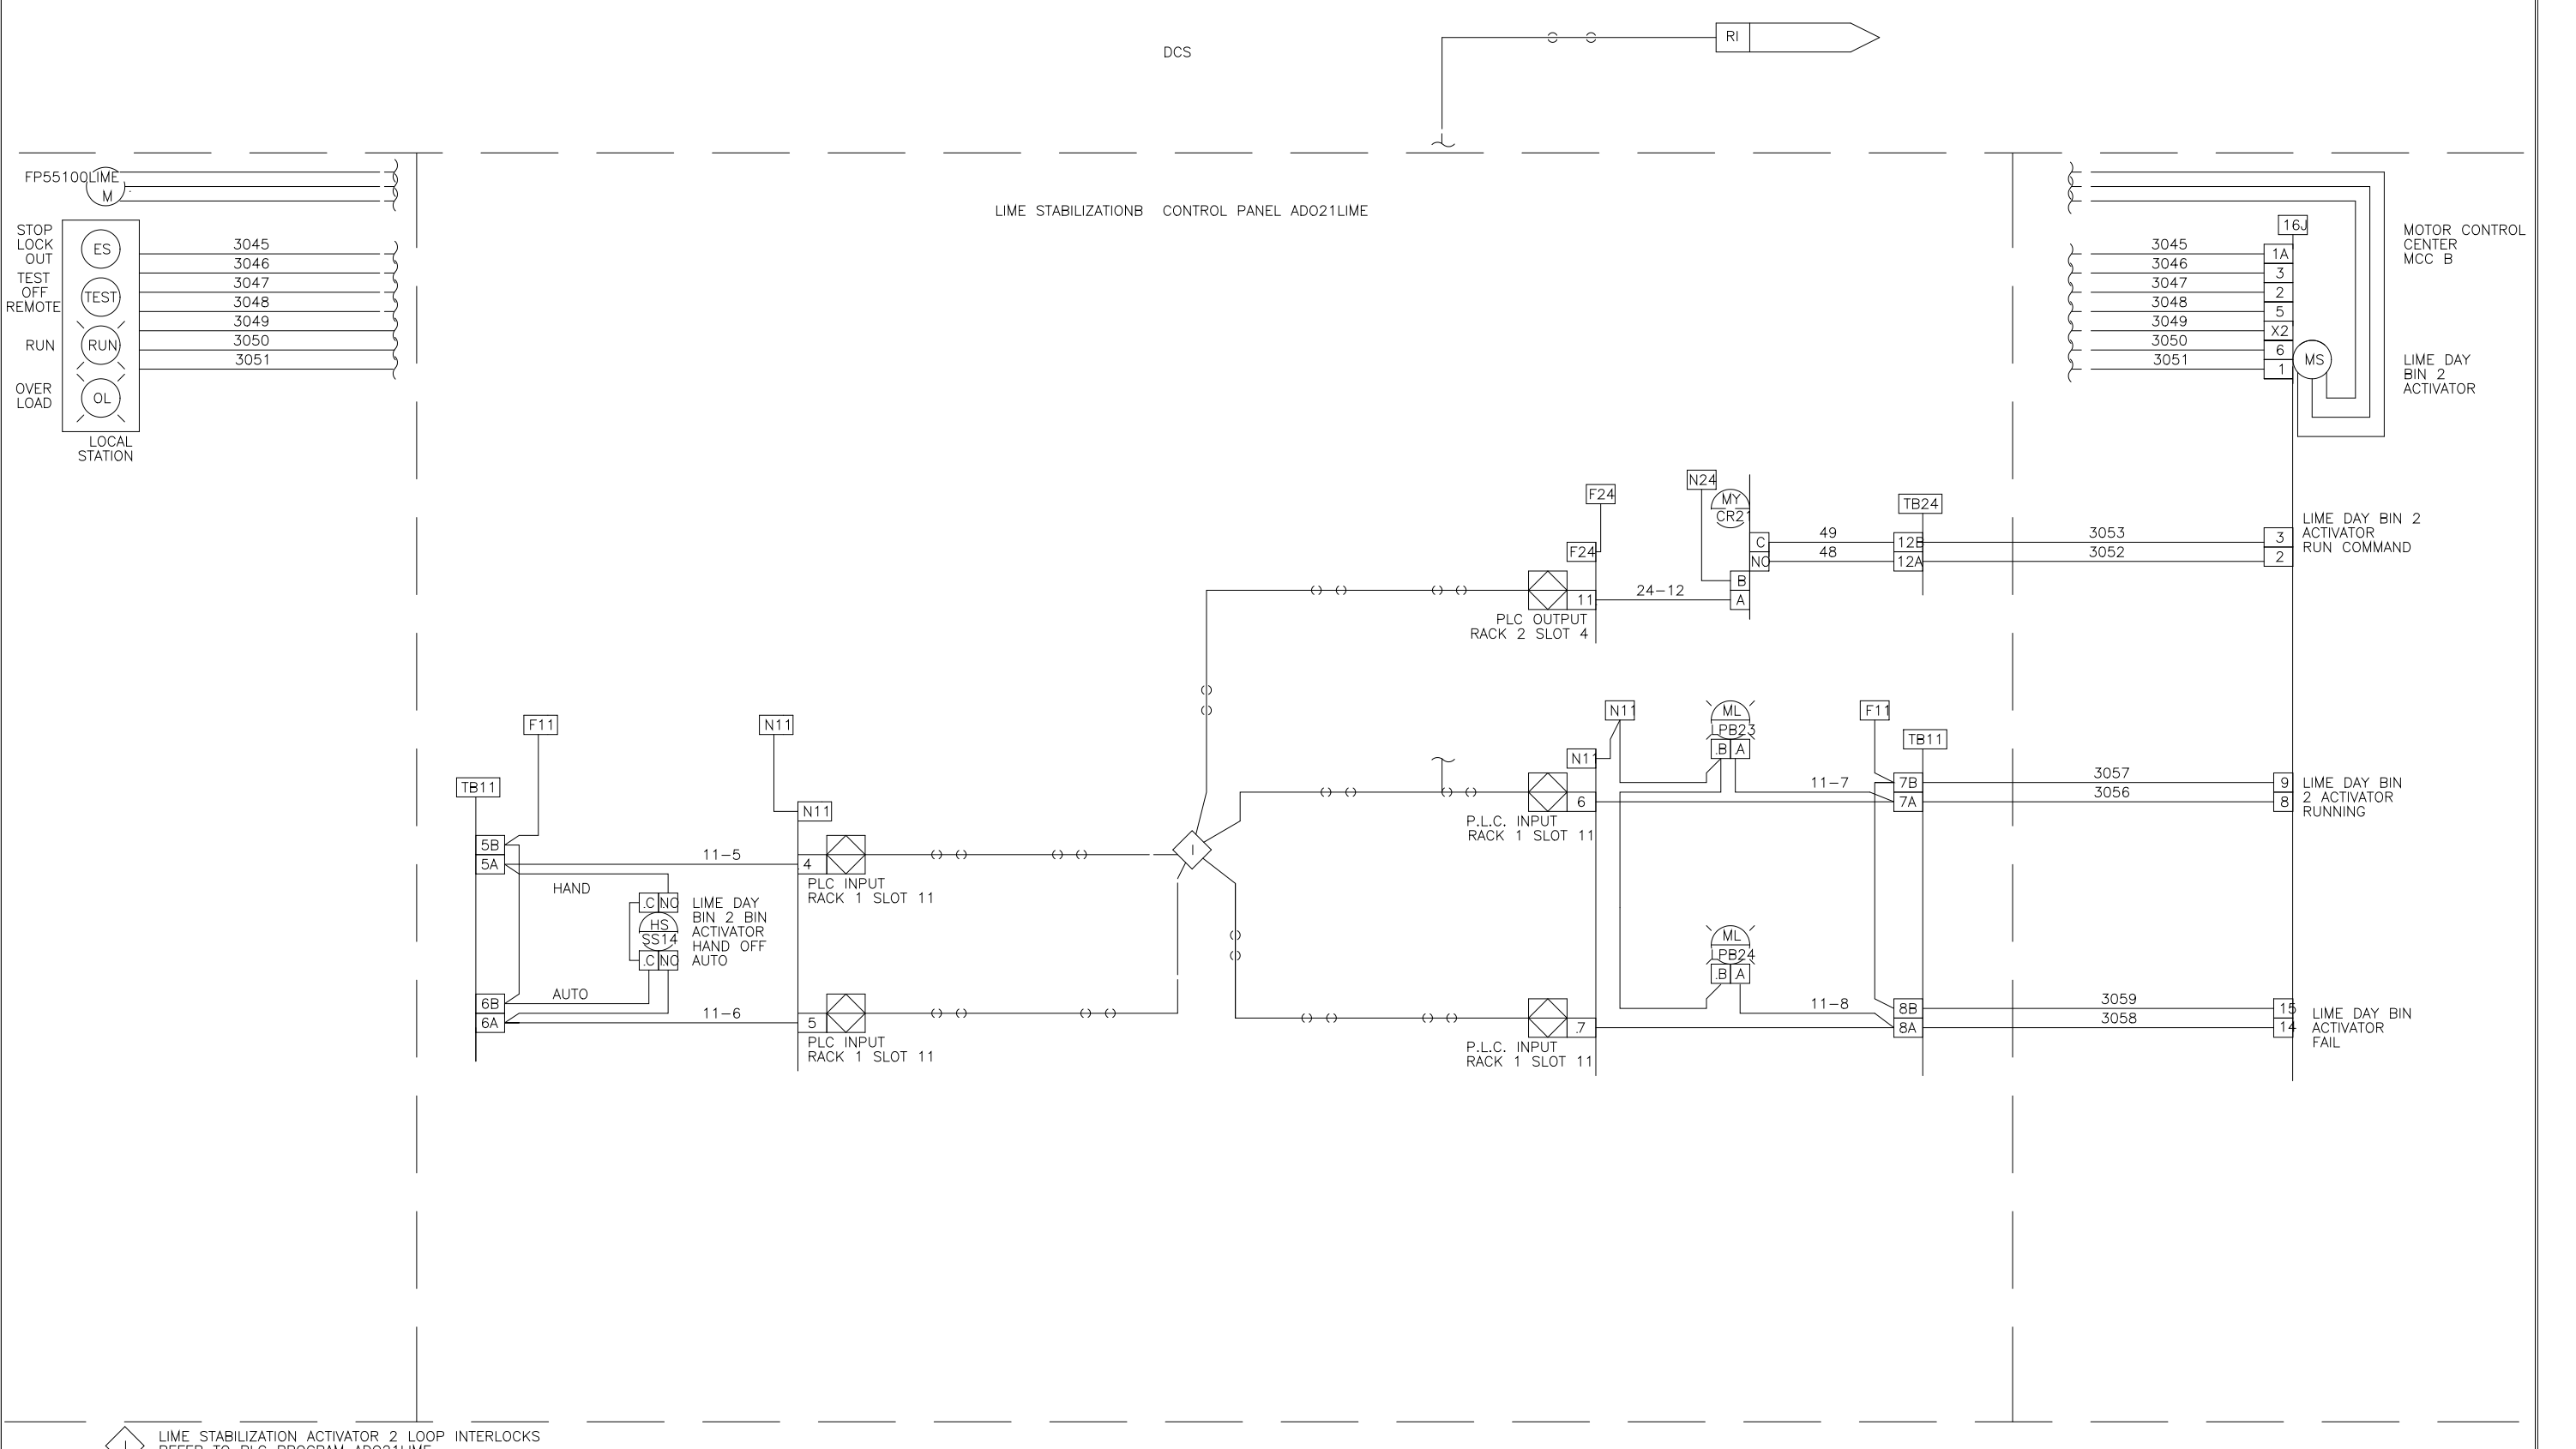 DCS
RI
FP55100LIME
M
LIME STABILIZATIONB CONTROL PANEL ADO21LIME
STOP
LOCK
OUT
TEST
OFF
REMOTE
RUN
OVER
LOAD
ES
TEST
RUN
OL
LOCAL
STATION
3045
3046
3047
3048
3049
3050
3051
3045
3046
3047
3048
3049
3050
3051
16J
1A
3
2
5
X2
6
1
MS
MOTOR CONTROL
CENTER
MCC B
LIME DAY
BIN 2
ACTIVATOR
F24
F24
11
PLC OUTPUT
RACK 2 SLOT 4
24-12
N24
MY
CR21
C
NO
B
A
49
48
TB24
12B
12A
3053
3052
3
2
LIME DAY BIN 2
ACTIVATOR
RUN COMMAND
TB11
F11
5B
5A
11-5
HAND
.C NO
HS
SS14
.C NO
LIME DAY
BIN 2 BIN
ACTIVATOR
HAND OFF
AUTO
AUTO
6B
6A
11-6
N11
N11
4
PLC INPUT
RACK 1 SLOT 11
5
PLC INPUT
RACK 1 SLOT 11
I
N11
N11
6
P.L.C. INPUT
RACK 1 SLOT 11
ML
LPB23
.B A
11-7
F11
TB11
7B
7A
3057
3056
9
8
LIME DAY BIN
2 ACTIVATOR
RUNNING
.7
P.L.C. INPUT
RACK 1 SLOT 11
ML
LPB24
.B A
11-8
8B
8A
3059
3058
15
14
LIME DAY BIN
ACTIVATOR
FAIL
I
LIME STABILIZATION ACTIVATOR 2 LOOP INTERLOCKS
REFER TO PLC PROGRAM ADO21LIME